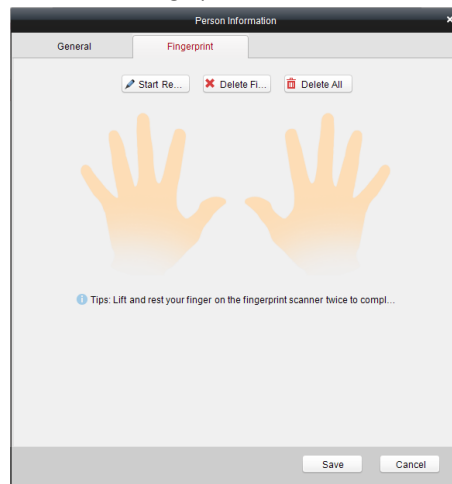 Person Information ×
General Fingerprint
Start Re... Delete Fi... Delete All
Tips: Lift and rest your finger on the fingerprint scanner twice to compl...
Save Cancel